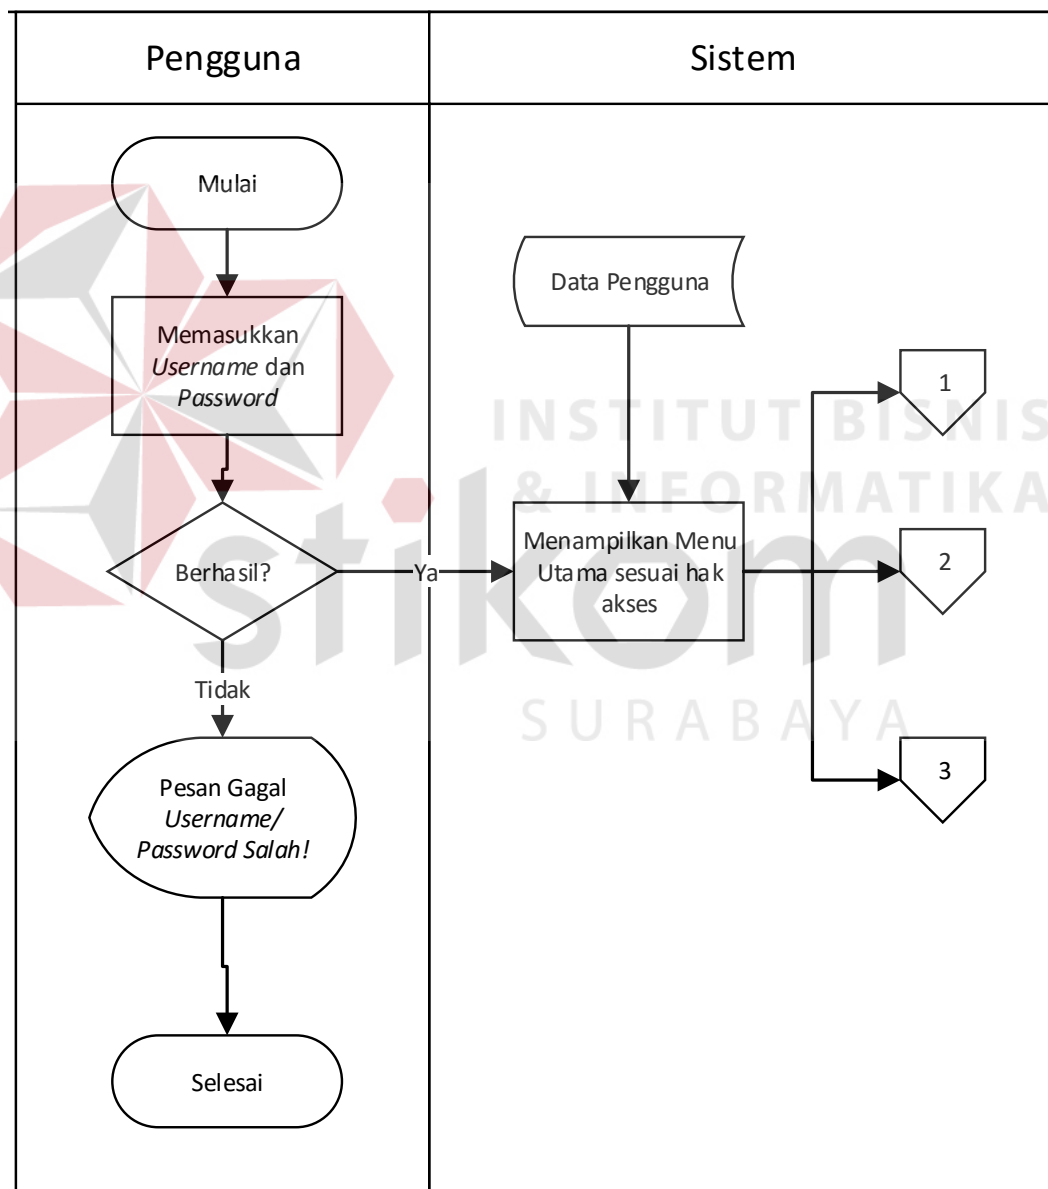 Pengguna
Sistem
Mulai
Memasukkan
Username dan
Password
Berhasil?
Ya
Tidak
Pesan Gagal
Username/
Password Salah!
Selesai
Data Pengguna
Menampilkan Menu
Utama sesuai hak
akses
1
2
3
INSTITUT BISNIS
& INFORMATIKA
stikom
SURABAYA